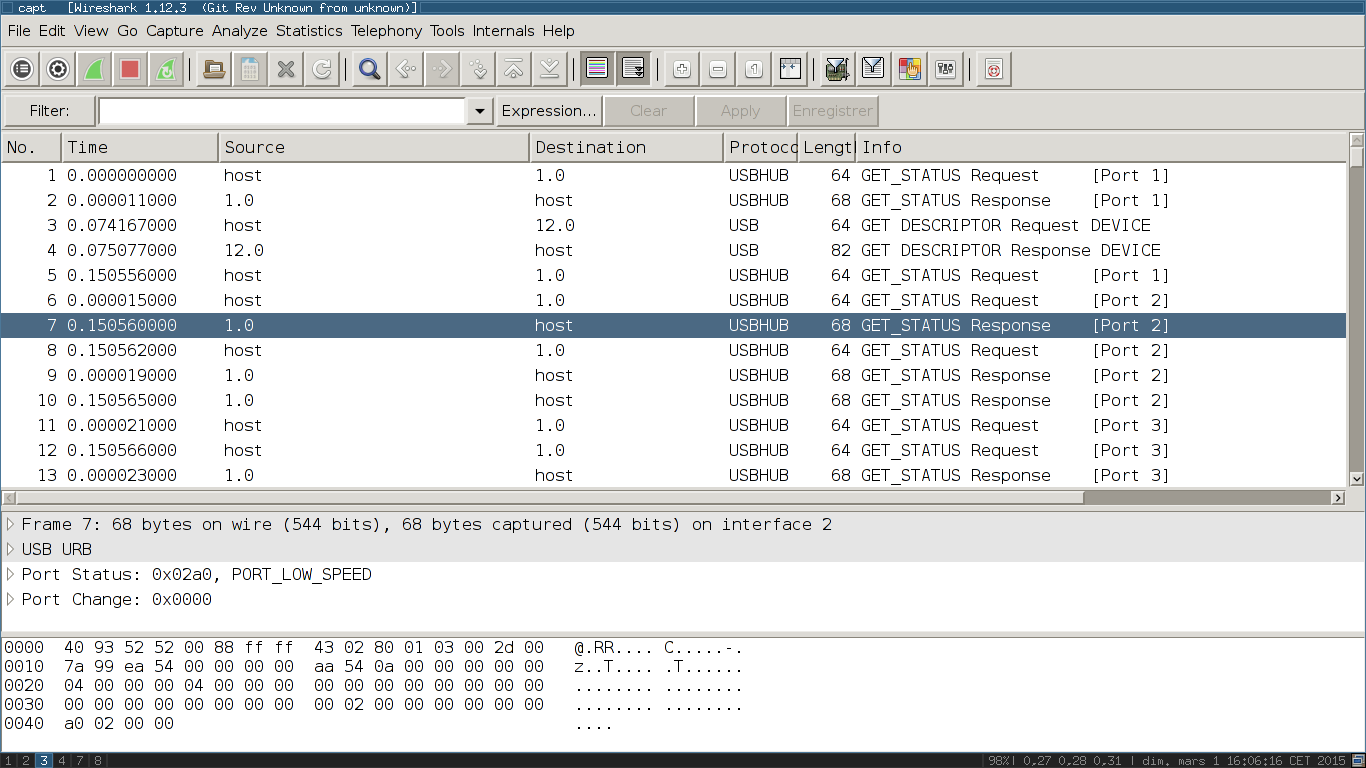 capt [Wireshark 1.12.3 (Git Rev Unknown from unknown)]
File Edit View Go Capture Analyze Statistics Telephony Tools Internals Help
Filter: Expression... Clear Apply Enregistrer
No. Time Source Destination Protoco Lengtl Info
1 0.000000000 host 1.0 USBHUB 64 GET_STATUS Request [Port 1]
2 0.000011000 1.0 host USBHUB 68 GET_STATUS Response [Port 1]
3 0.074167000 host 12.0 USB 64 GET DESCRIPTOR Request DEVICE
4 0.075077000 12.0 host USB 82 GET DESCRIPTOR Response DEVICE
5 0.150556000 host 1.0 USBHUB 64 GET_STATUS Request [Port 1]
6 0.000015000 host 1.0 USBHUB 64 GET_STATUS Request [Port 2]
7 0.150560000 1.0 host USBHUB 68 GET_STATUS Response [Port 2]
8 0.150562000 host 1.0 USBHUB 64 GET_STATUS Request [Port 2]
9 0.000019000 1.0 host USBHUB 68 GET_STATUS Response [Port 2]
10 0.150565000 1.0 host USBHUB 68 GET_STATUS Response [Port 2]
11 0.000021000 host 1.0 USBHUB 64 GET_STATUS Request [Port 3]
12 0.150566000 host 1.0 USBHUB 64 GET_STATUS Request [Port 3]
13 0.000023000 1.0 host USBHUB 68 GET_STATUS Response [Port 3]
Frame 7: 68 bytes on wire (544 bits), 68 bytes captured (544 bits) on interface 2
USB URB
Port Status: 0x02a0, PORT_LOW_SPEED
Port Change: 0x0000
0000 40 93 52 52 00 88 ff ff 43 02 80 01 03 00 2d 00 @.RR.... C.....-.
0010 7a 99 ea 54 00 00 00 00 aa 54 0a 00 00 00 00 00 z..T.... .T......
0020 04 00 00 00 04 00 00 00 00 00 00 00 00 00 00 00 ........ ........
0030 00 00 00 00 00 00 00 00 00 02 00 00 00 00 00 00 ........ ........
0040 a0 02 00 00 ....
1 2 3 4 7 8 98%| 0,27 0,28 0,31 | dim. mars 1 16:06:16 CET 2015